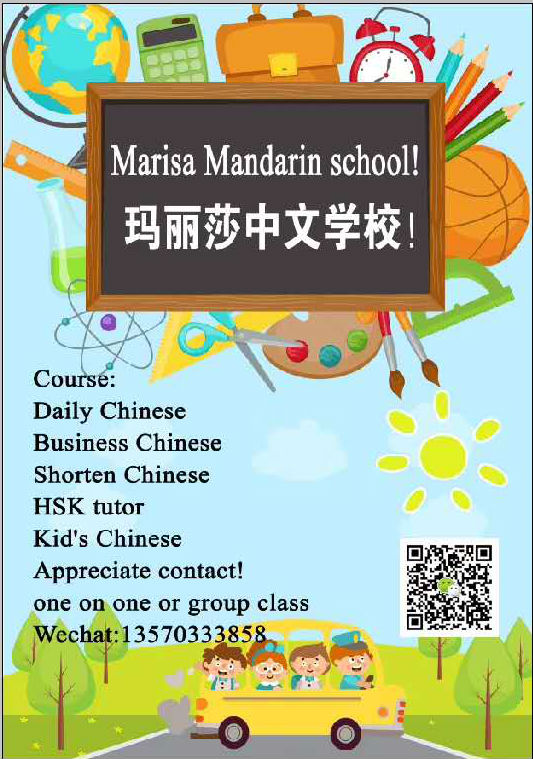 Marisa Mandarin school!
玛丽莎中文学校!
Course:
Daily Chinese
Business Chinese
Shorten Chinese
HSK tutor
Kid's Chinese
Appreciate contact!
one on one or group class
Wechat:13570333858